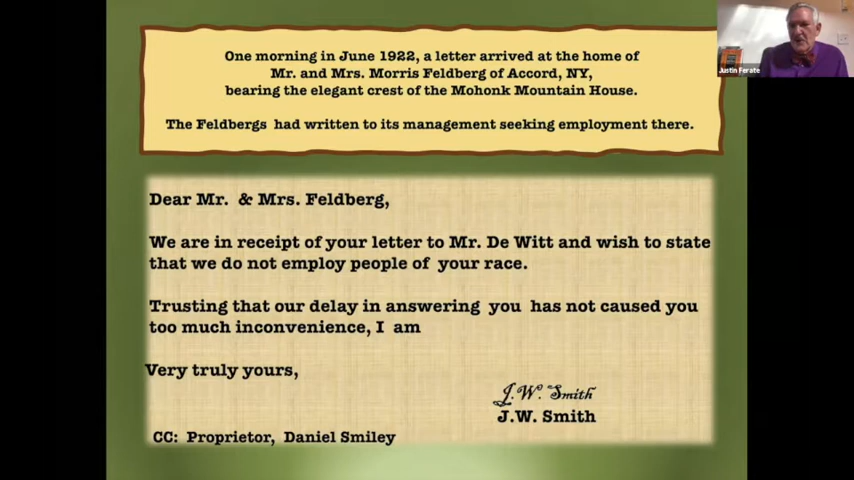 One morning in June 1922, a letter arrived at the home of
Mr. and Mrs. Morris Feldberg of Accord, NY,
bearing the elegant crest of the Mohonk Mountain House.
The Feldbergs had written to its management seeking employment there.
Justin Ferate
Dear Mr. & Mrs. Feldberg,
We are in receipt of your letter to Mr. De Witt and wish to state
that we do not employ people of your race.
Trusting that our delay in answering you has not caused you
too much inconvenience, I am
Very truly yours,
J.W. Smith
J.W. Smith
CC: Proprietor, Daniel Smiley